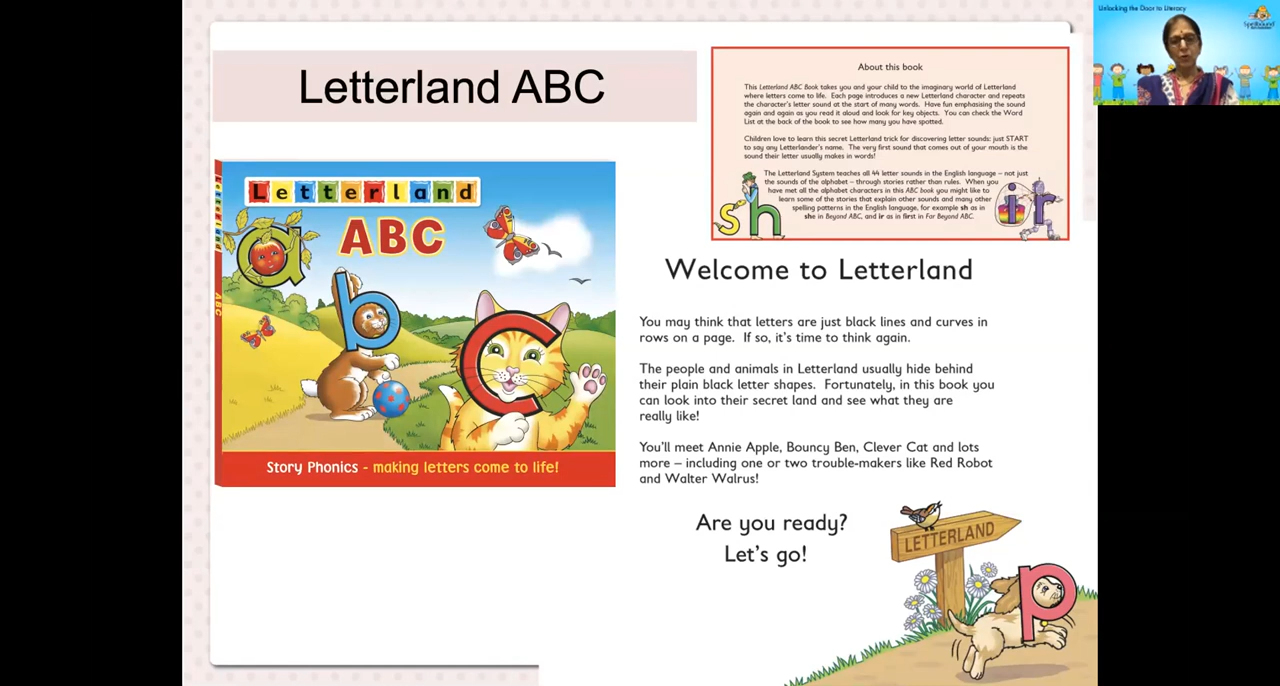 Letterland ABC
Letterland
ABC
a
b
c
Story Phonics - making letters come to life!
Letterland
ABC
About this book
This Letterland ABC Book takes you and your child to the imaginary world of Letterland
where letters come to life. Each page introduces a new Letterland character and repeats
the character's letter sound at the start of many words. Have fun emphasising the sound
again and again as you read it aloud and look for key objects. You can check the Word
List at the back of the book to see how many you have spotted.
Children love to learn this secret Letterland trick for discovering letter sounds: just START
to say any Letterlander's name. The very first sound that comes out of your mouth is the
sound their letter usually makes in words!
The Letterland System teaches all 44 letter sounds in the English language – not just
the sounds of the alphabet – through stories rather than rules. When you
have met all the alphabet characters in this ABC book you might like to
learn some of the stories that explain other sounds and many other
spelling patterns in the English language, for example sh as in
she in Beyond ABC, and ir as in first in Far Beyond ABC.
sh
ir
Welcome to Letterland
You may think that letters are just black lines and curves in
rows on a page. If so, it's time to think again.
The people and animals in Letterland usually hide behind
their plain black letter shapes. Fortunately, in this book you
can look into their secret land and see what they are
really like!
You'll meet Annie Apple, Bouncy Ben, Clever Cat and lots
more – including one or two trouble-makers like Red Robot
and Walter Walrus!
Are you ready?
Let's go!
LETTERLAND
p
Unlocking the Door to Literacy
Spellbound